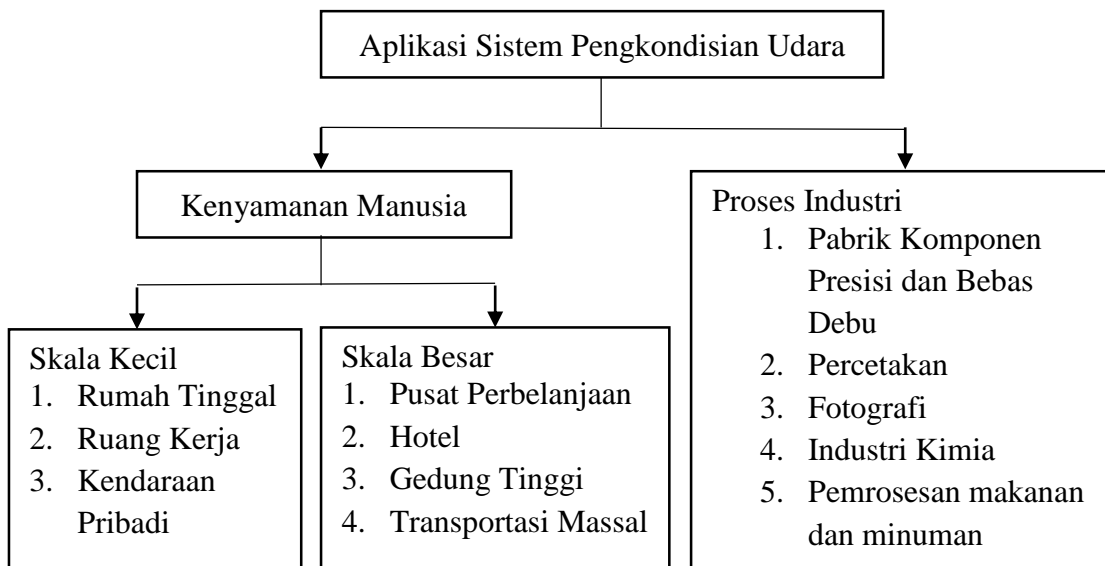 Aplikasi Sistem Pengkondisian Udara
Kenyamanan Manusia
Skala Kecil
1. Rumah Tinggal
2. Ruang Kerja
3. Kendaraan
Pribadi
Skala Besar
1. Pusat Perbelanjaan
2. Hotel
3. Gedung Tinggi
4. Transportasi Massal
Proses Industri
1. Pabrik Komponen
Presisi dan Bebas
Debu
2. Percetakan
3. Fotografi
4. Industri Kimia
5. Pemrosesan makanan
dan minuman